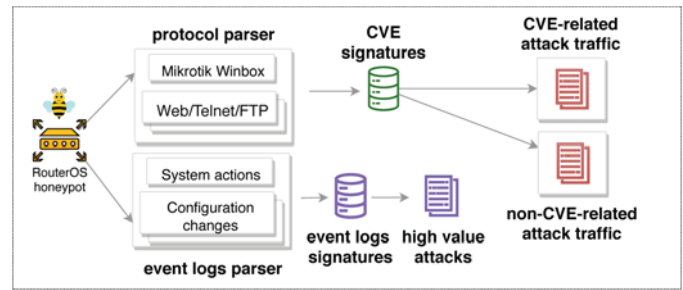 protocol parser
Mikrotik Winbox
Web/Telnet/FTP
CVE
signatures
CVE-related
attack traffic
RouterOS
honeypot
System actions
Configuration
changes
event logs parser
event logs
signatures
high value
attacks
non-CVE-related
attack traffic